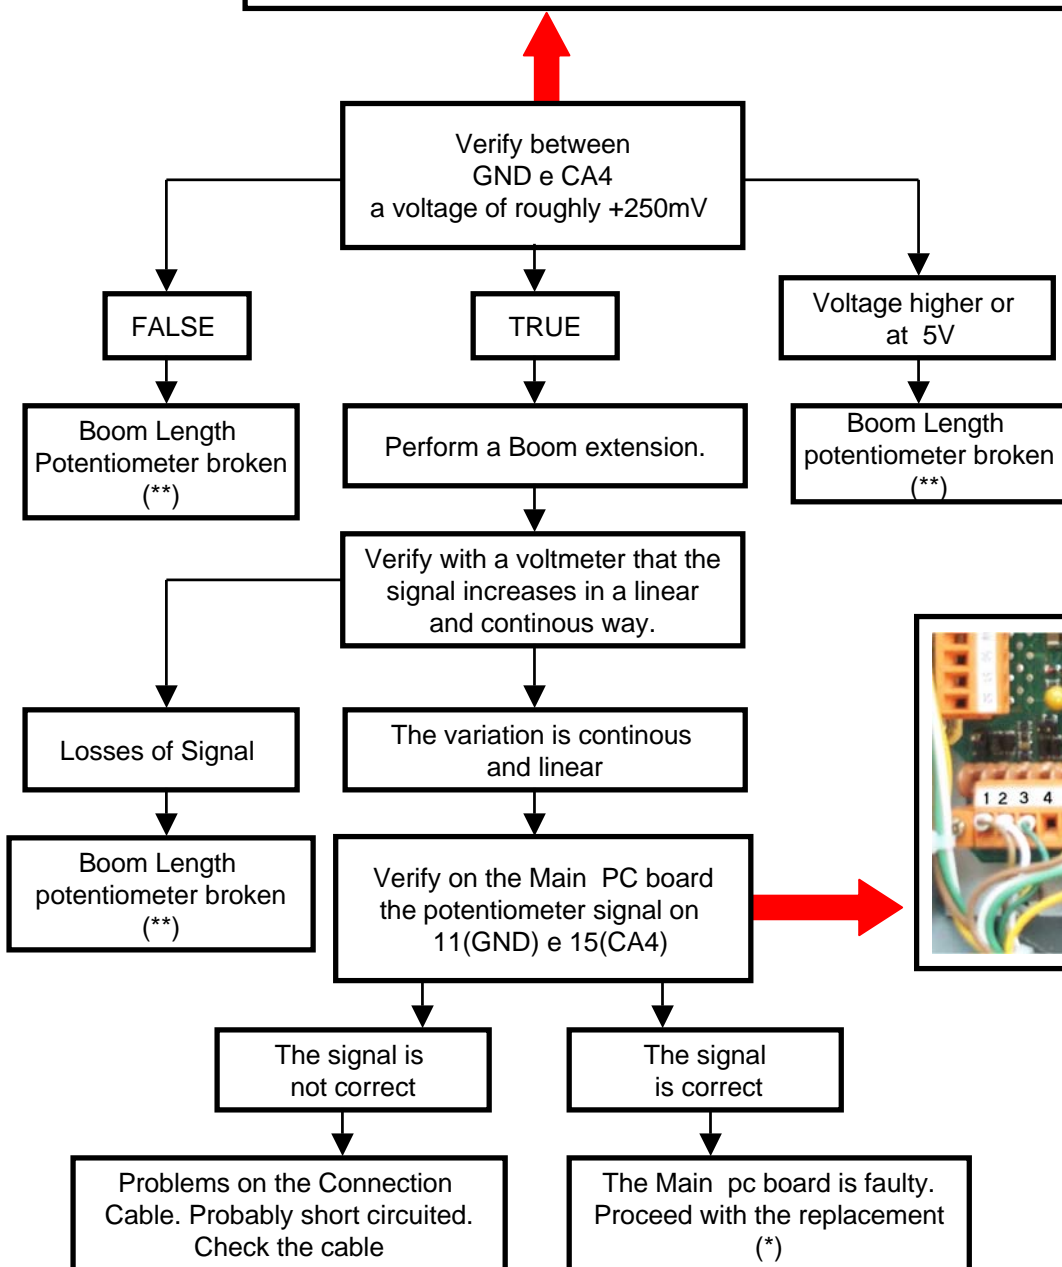 Verify between
GND e CA4
a voltage of roughly +250mV
FALSE
TRUE
Voltage higher or
at 5V
Boom Length
Potentiometer broken
(**)
Perform a Boom extension.
Boom Length
potentiometer broken
(**)
Verify with a voltmeter that the
signal increases in a linear
and continous way.
Losses of Signal
The variation is continous
and linear
1 2 3 4
Boom Length
potentiometer broken
(**)
Verify on the Main PC board
the potentiometer signal on
11(GND) e 15(CA4)
The signal is
not correct
The signal
is correct
Problems on the Connection
Cable. Probably short circuited.
Check the cable
The Main pc board is faulty.
Proceed with the replacement
(*)